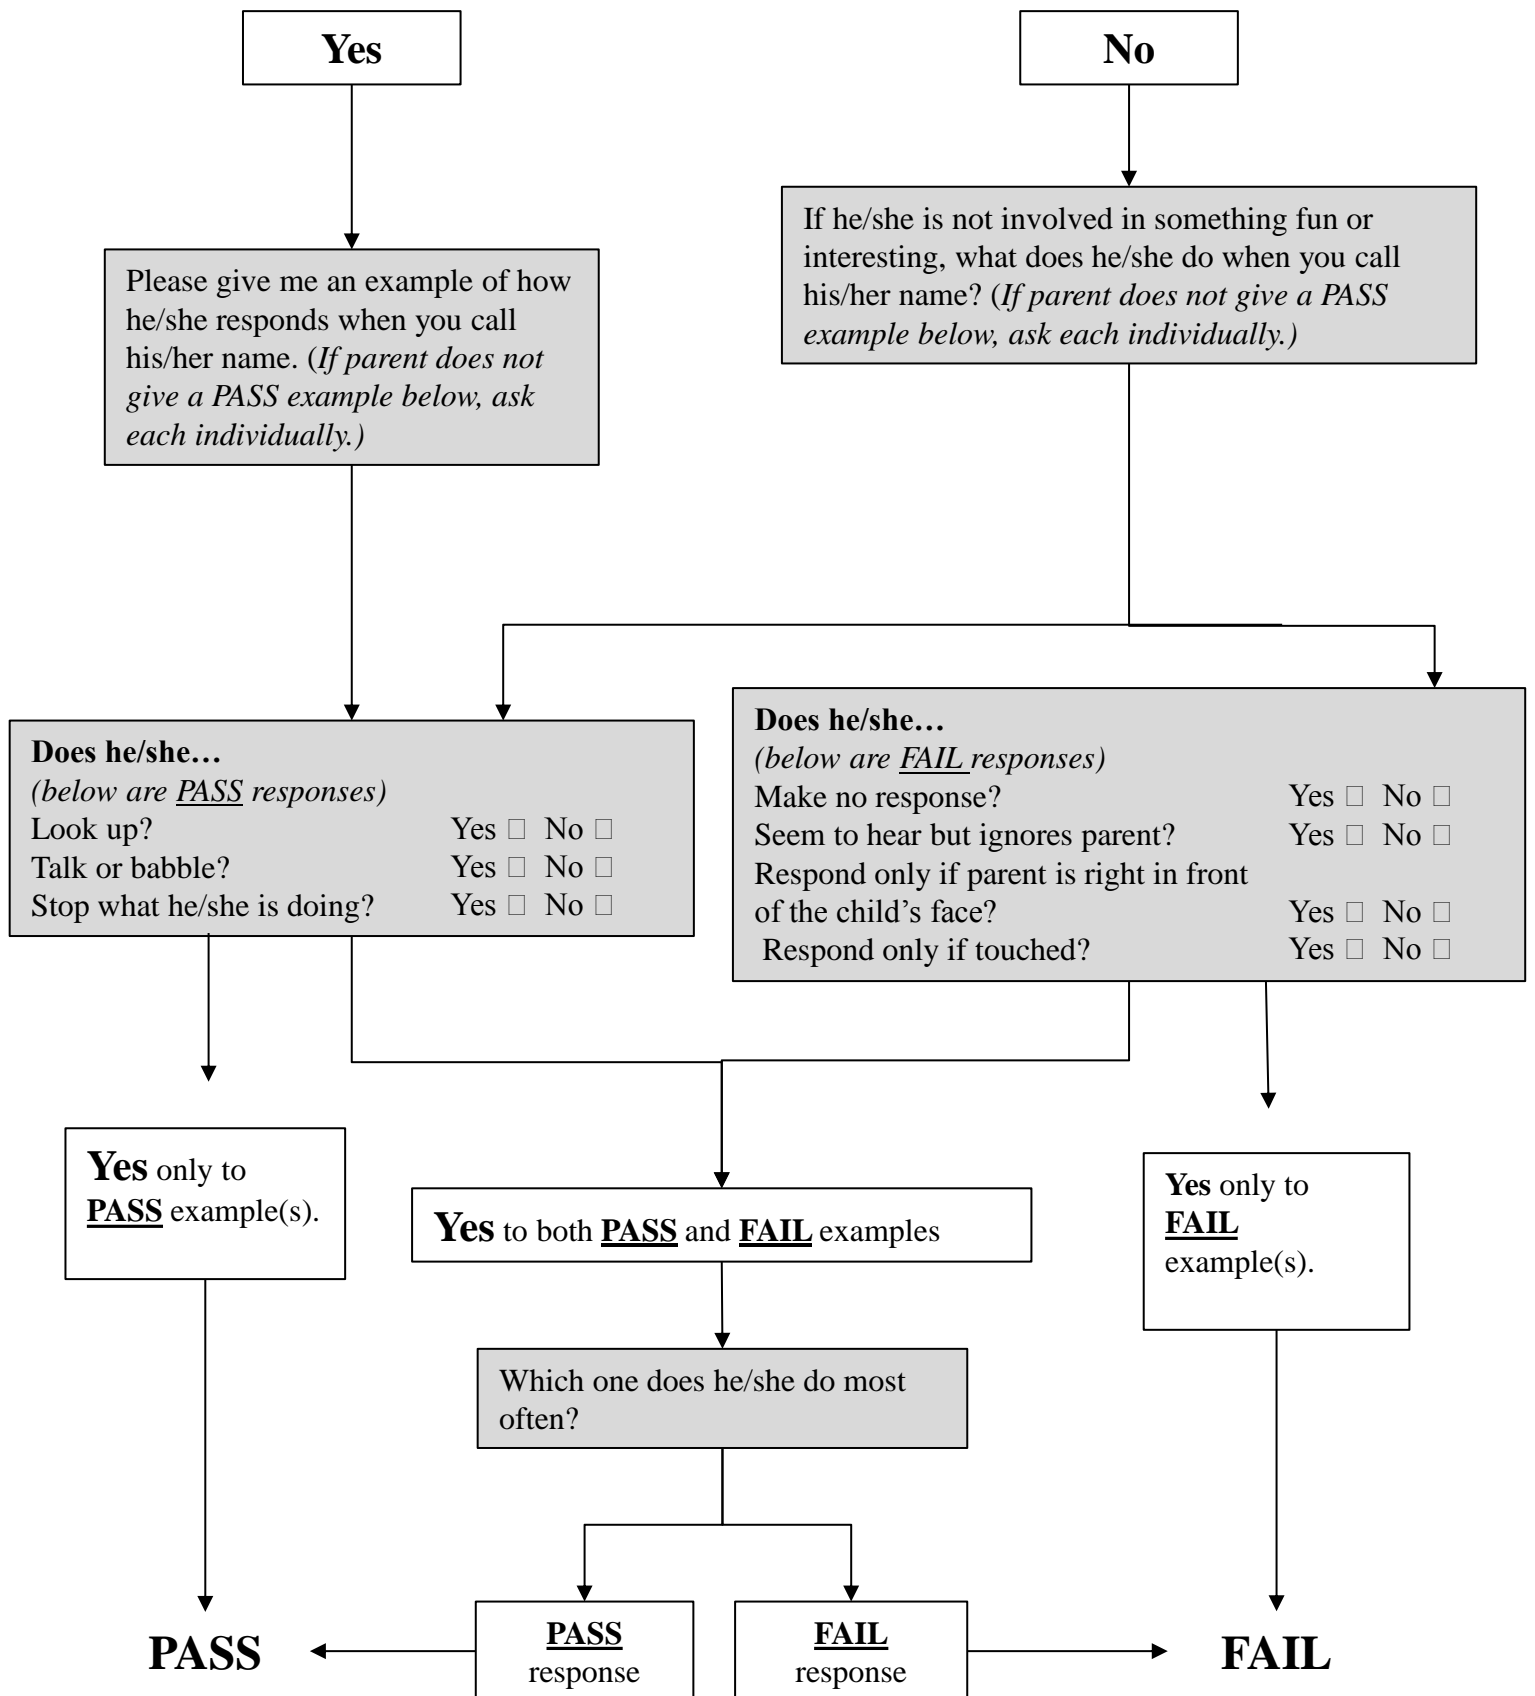 Yes
No
Please give me an example of how
he/she responds when you call
his/her name. (If parent does not
give a PASS example below, ask
each individually.)
If he/she is not involved in something fun or
interesting, what does he/she do when you call
his/her name? (If parent does not give a PASS
example below, ask each individually.)
Does he/she…
(below are PASS responses)
Look up? Yes □ No □
Talk or babble? Yes □ No □
Stop what he/she is doing? Yes □ No □
Does he/she…
(below are FAIL responses)
Make no response? Yes □ No □
Seem to hear but ignores parent? Yes □ No □
Respond only if parent is right in front
of the child’s face? Yes □ No □
Respond only if touched? Yes □ No □
Yes only to
PASS example(s).
Yes to both PASS and FAIL examples
Yes only to
FAIL
example(s).
Which one does he/she do most
often?
PASS
PASS
response
FAIL
response
FAIL